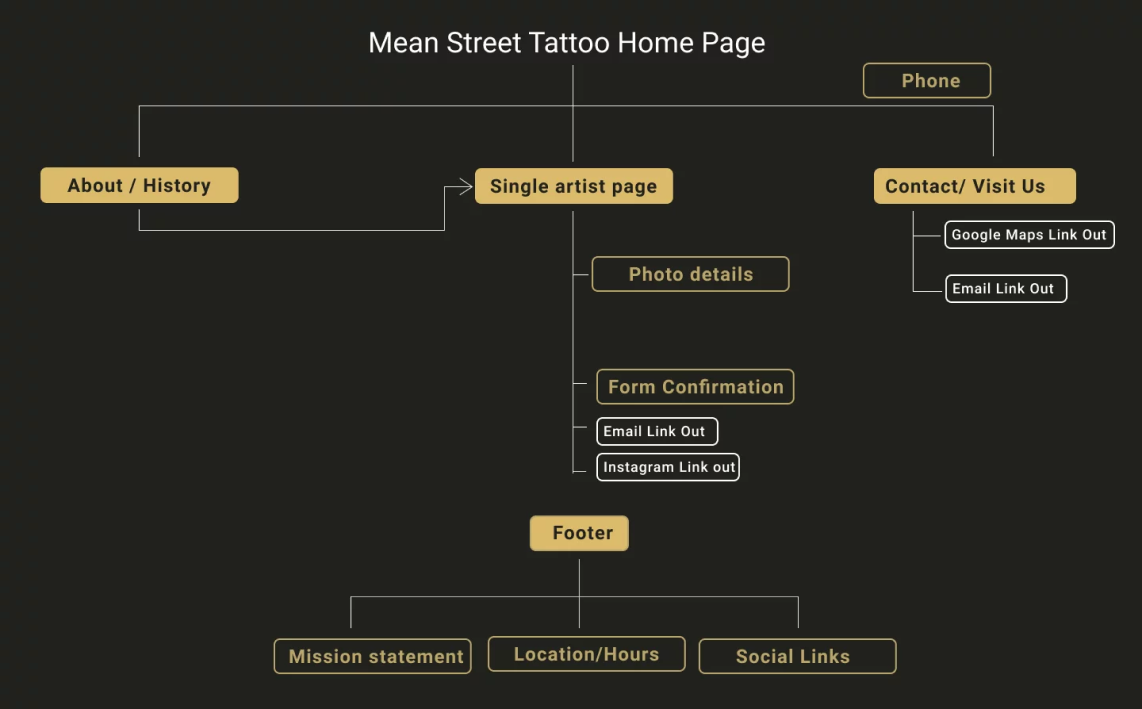 Mean Street Tattoo Home Page
Phone
About / History
Single artist page
Contact/ Visit Us
Google Maps Link Out
Photo details
Email Link Out
Form Confirmation
Email Link Out
Instagram Link out
Footer
Mission statement
Location/Hours
Social Links